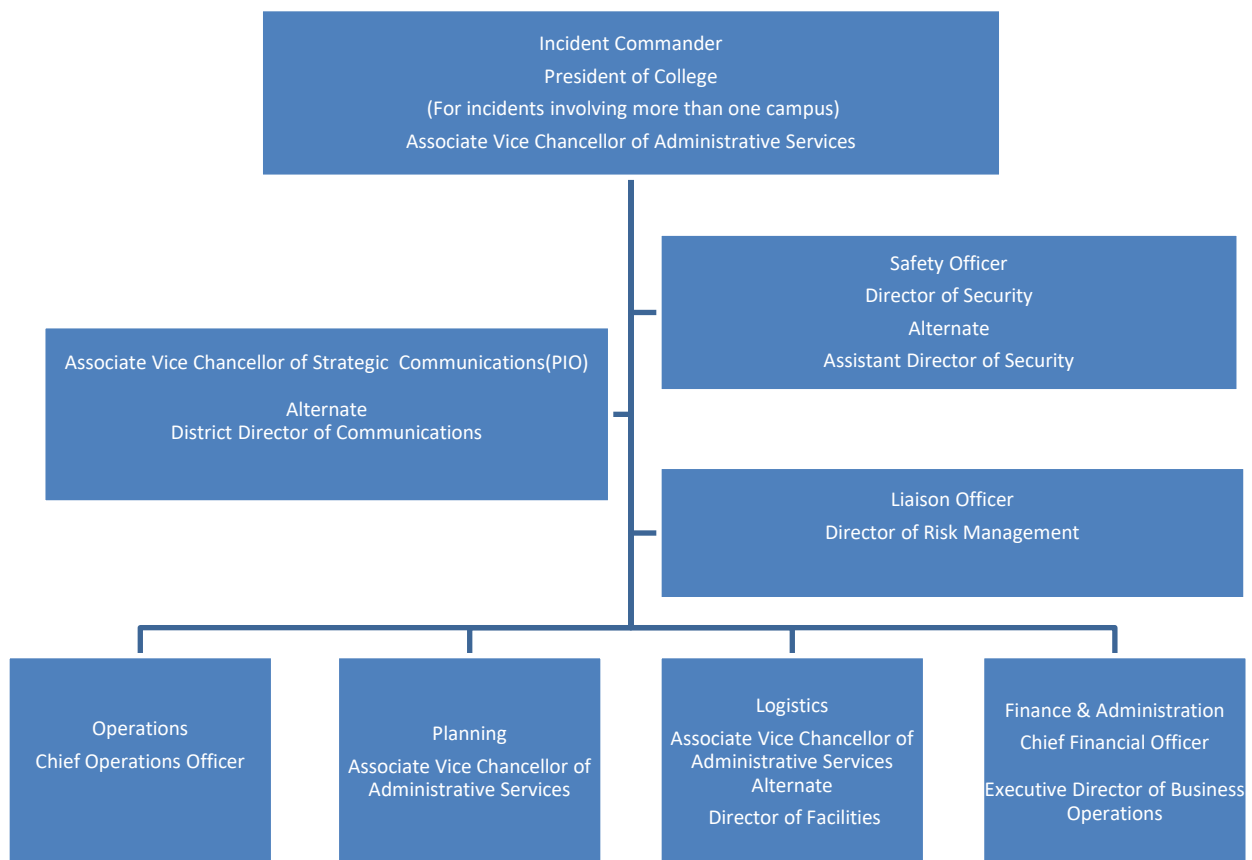 Incident Commander
President of College
(For incidents involving more than one campus)
Associate Vice Chancellor of Administrative Services
Safety Officer
Director of Security
Alternate
Assistant Director of Security
Associate Vice Chancellor of Strategic  Communications(PIO)
Alternate
District Director of Communications
Liaison Officer
Director of Risk Management
Operations
Chief Operations Officer
Planning
Associate Vice Chancellor of
Administrative Services
Logistics
Associate Vice Chancellor of
Administrative Services
Alternate
Director of Facilities
Finance & Administration
Chief Financial Officer
Executive Director of Business
Operations